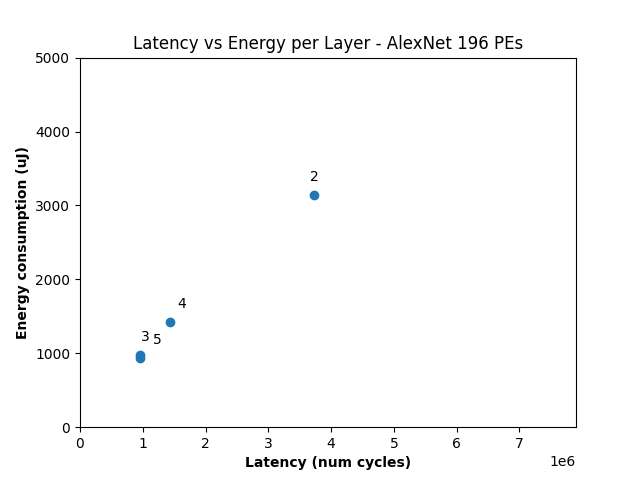 Latency vs Energy per Layer - AlexNet 196 PEs
Energy consumption (uJ)
5000
4000
3000
2000
1000
0
2
4
3
5
0 1 2 3 4 5 6 7
1e6
Latency (num cycles)